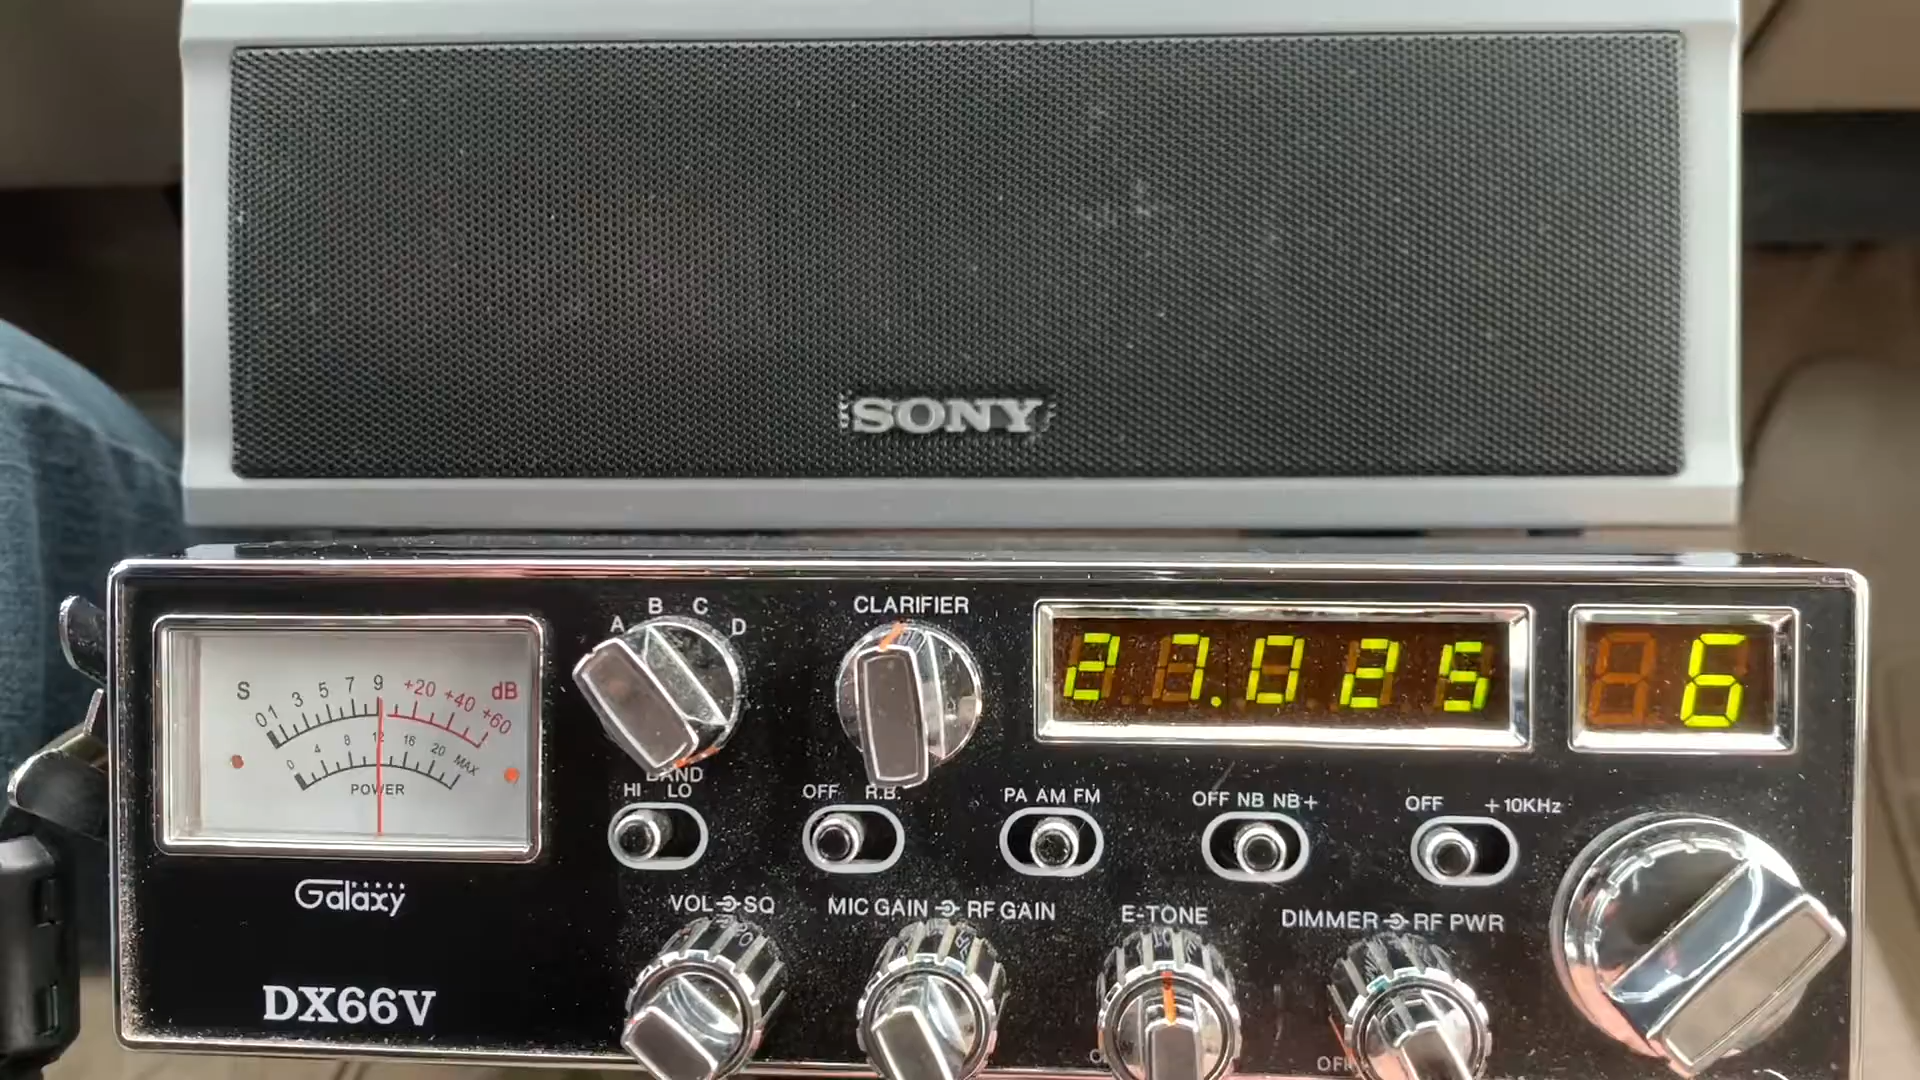 SONY
A B C D
CLARIFIER
27.025
6
S 0 1 3 5 7 9 +20 +40 +60 dB
0 4 8 12 16 20 MAX
POWER
BAND
HI LO
OFF R.B.
PA AM FM
OFF NB NB+
OFF +10KHz
Galaxy
VOL SQ
MIC GAIN RF GAIN
E-TONE
DIMMER RF PWR
DX66V